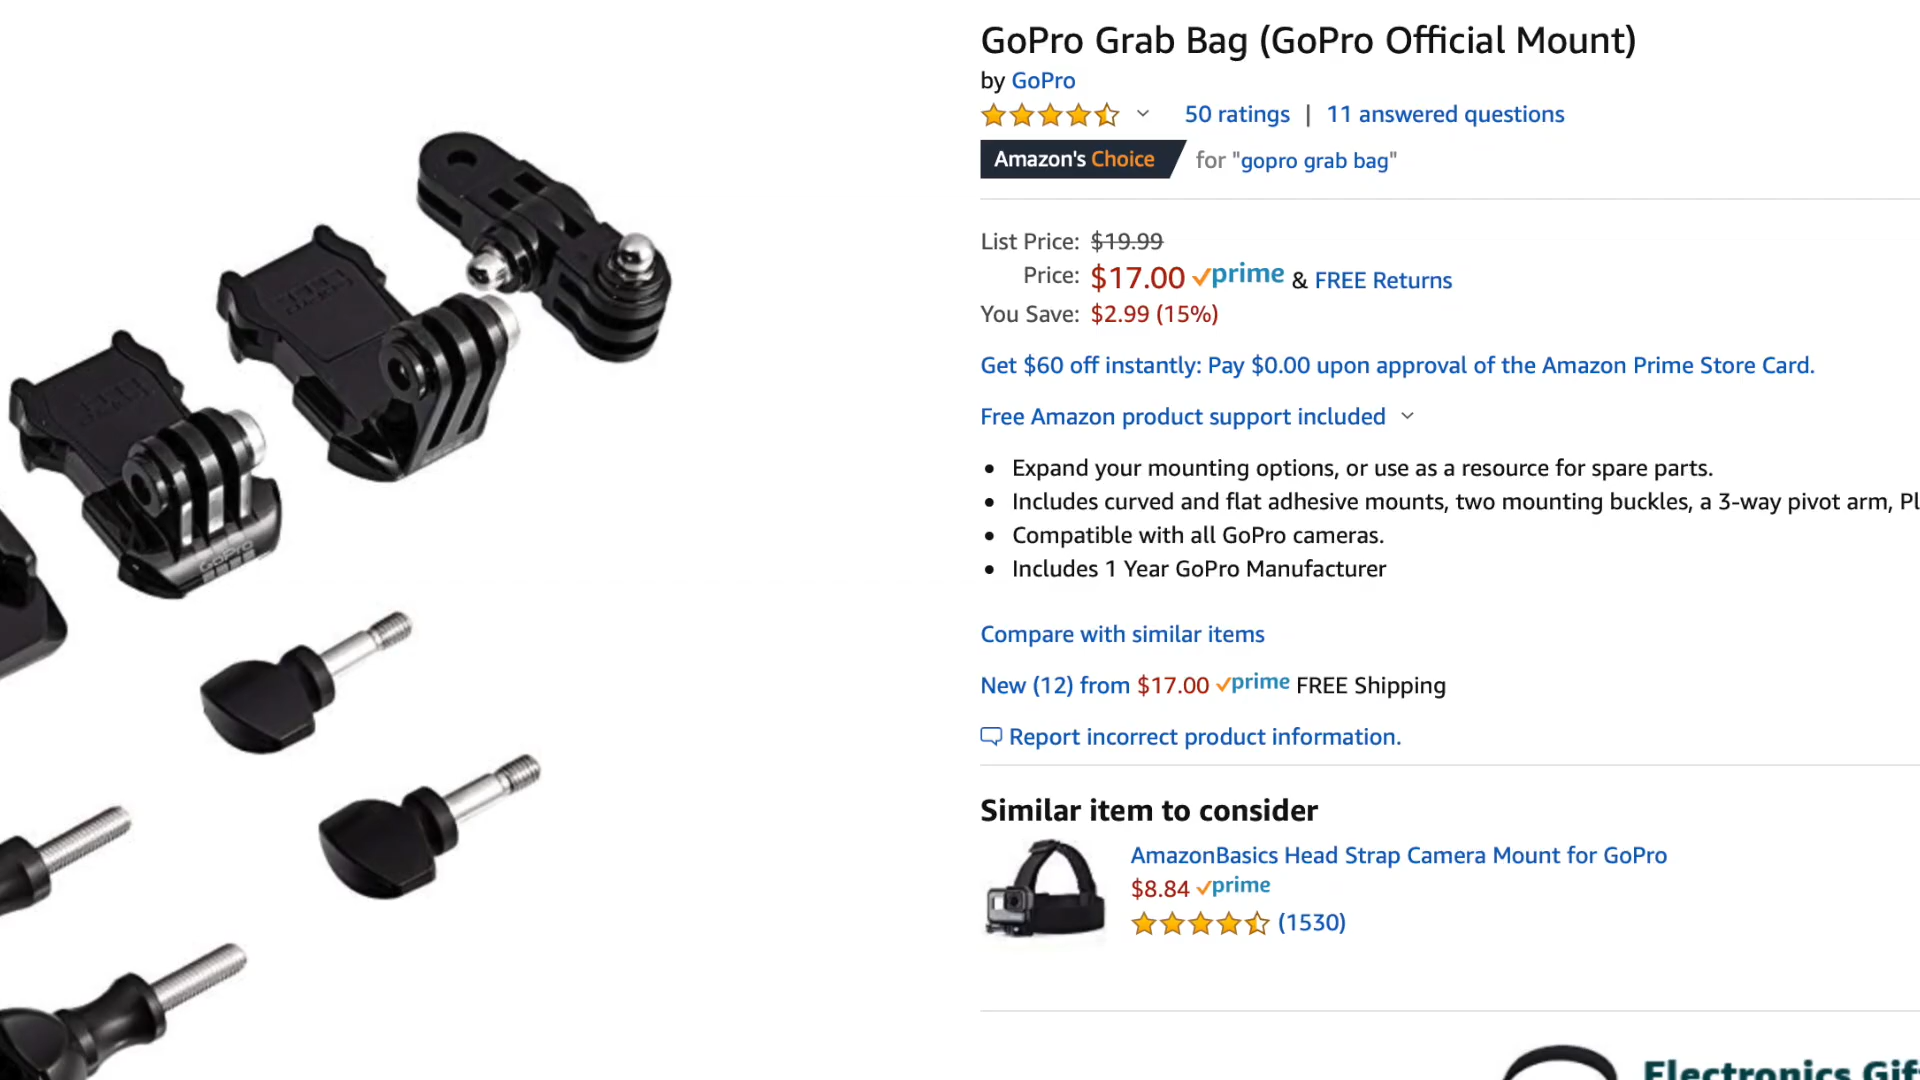 GoPro Grab Bag (GoPro Official Mount)
by GoPro
50 ratings | 11 answered questions
Amazon's Choice for "gopro grab bag"
List Price: $19.99
Price: $17.00 prime & FREE Returns
You Save: $2.99 (15%)
Get $60 off instantly: Pay $0.00 upon approval of the Amazon Prime Store Card.
Free Amazon product support included
• Expand your mounting options, or use as a resource for spare parts.
• Includes curved and flat adhesive mounts, two mounting buckles, a 3-way pivot arm, Pl
• Compatible with all GoPro cameras.
• Includes 1 Year GoPro Manufacturer
GoPro
Compare with similar items
New (12) from $17.00 prime FREE Shipping
Report incorrect product information.
Similar item to consider
AmazonBasics Head Strap Camera Mount for GoPro
$8.84 prime
(1530)
Electronics Gif